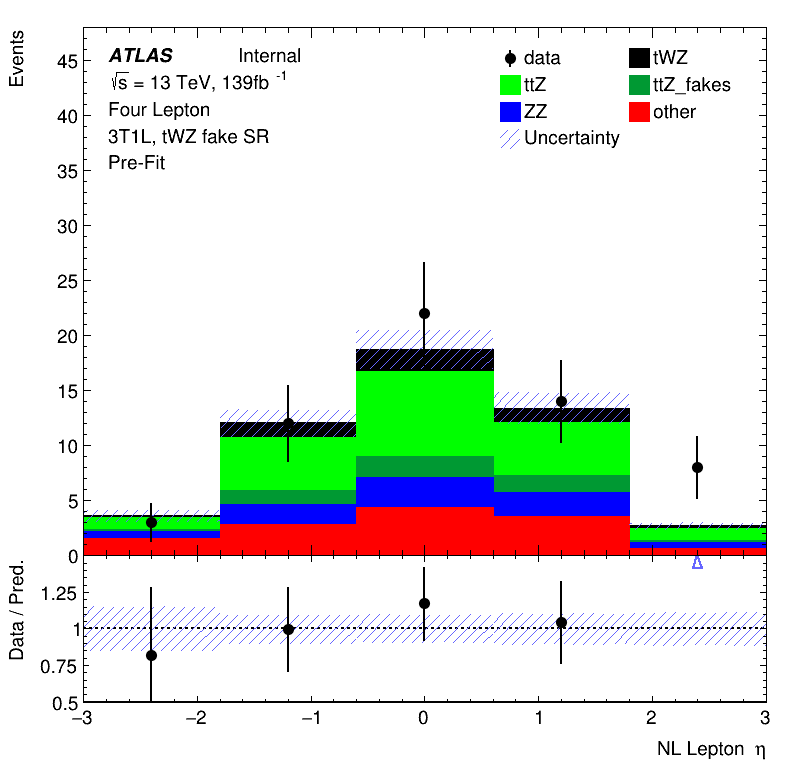 Events
45
40
35
30
25
20
15
10
5
0
ATLAS Internal
√s = 13 TeV, 139fb -1
Four Lepton
3T1L, tWZ fake SR
Pre-Fit
data tWZ
ttZ ttZ_fakes
ZZ other
Uncertainty
Data / Pred.
1.25
1
0.75
0.5
−3 −2 −1 0 1 2 3
NL Lepton η